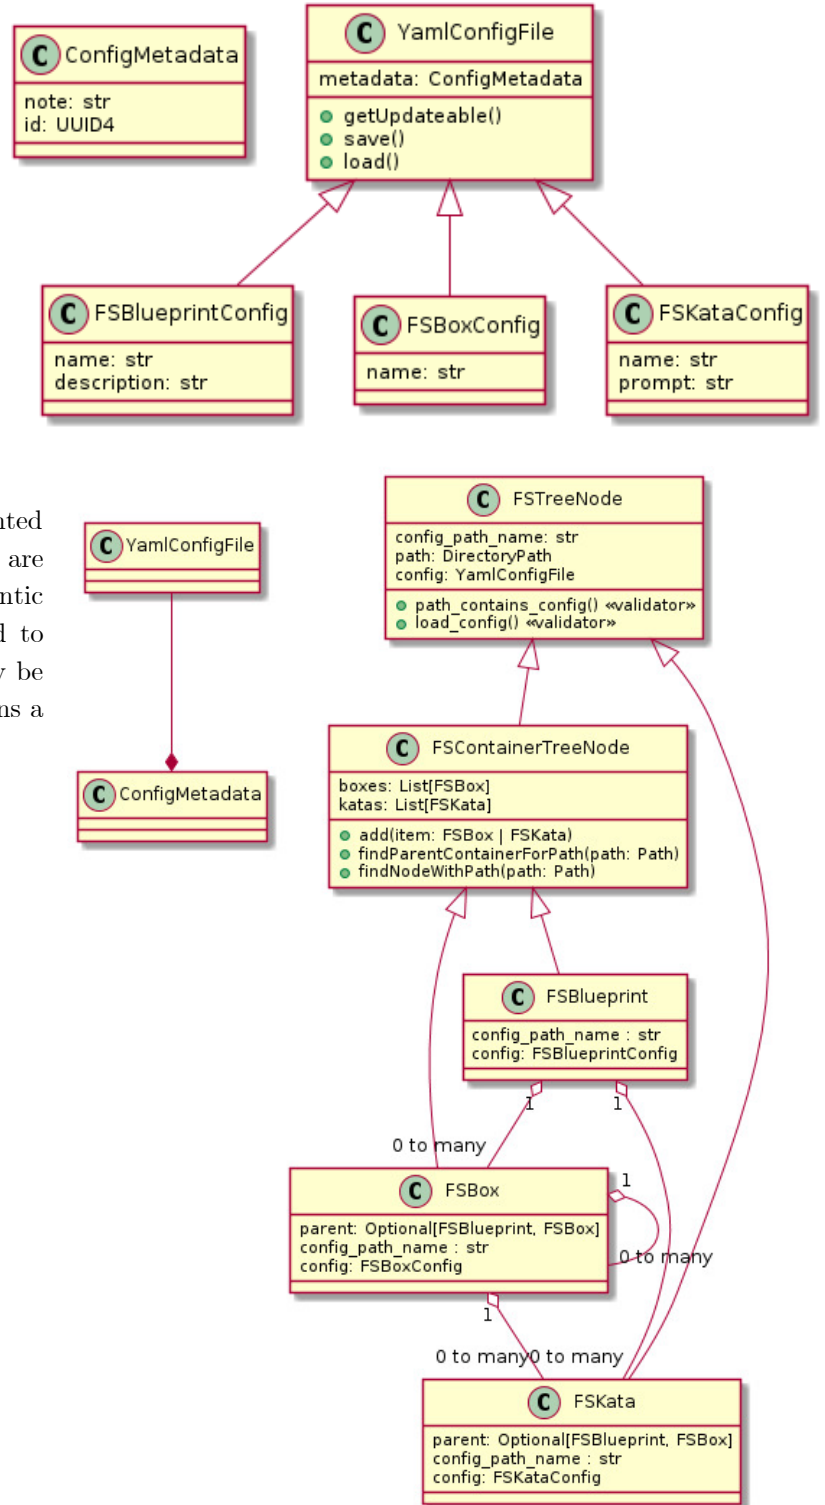 C ConfigMetadata
note: str
id: UUID4
C YamlConfigFile
metadata: ConfigMetadata
getUpdateable()
save()
load()
C FSBlueprintConfig
name: str
description: str
C FSBoxConfig
name: str
C FSKataConfig
name: str
prompt: str
nted
are
ntic
d to
y be
ns a
C YamlConfigFile
C ConfigMetadata
C FSTreeNode
config_path_name: str
path: DirectoryPath
config: YamlConfigFile
path_contains_config() «validator»
load_config() «validator»
C FSContainerTreeNode
boxes: List[FSBox]
katas: List[FSKata]
add(item: FSBox | FSKata)
findParentContainerForPath(path: Path)
findNodeWithPath(path: Path)
C FSBlueprint
config_path_name : str
config: FSBlueprintConfig
1
1
0 to many
C FSBox
parent: Optional[FSBlueprint, FSBox]
config_path_name : str
config: FSBoxConfig
1
0 to many
1
0 to many
0 to many
C FSKata
parent: Optional[FSBlueprint, FSBox]
config_path_name : str
config: FSKataConfig